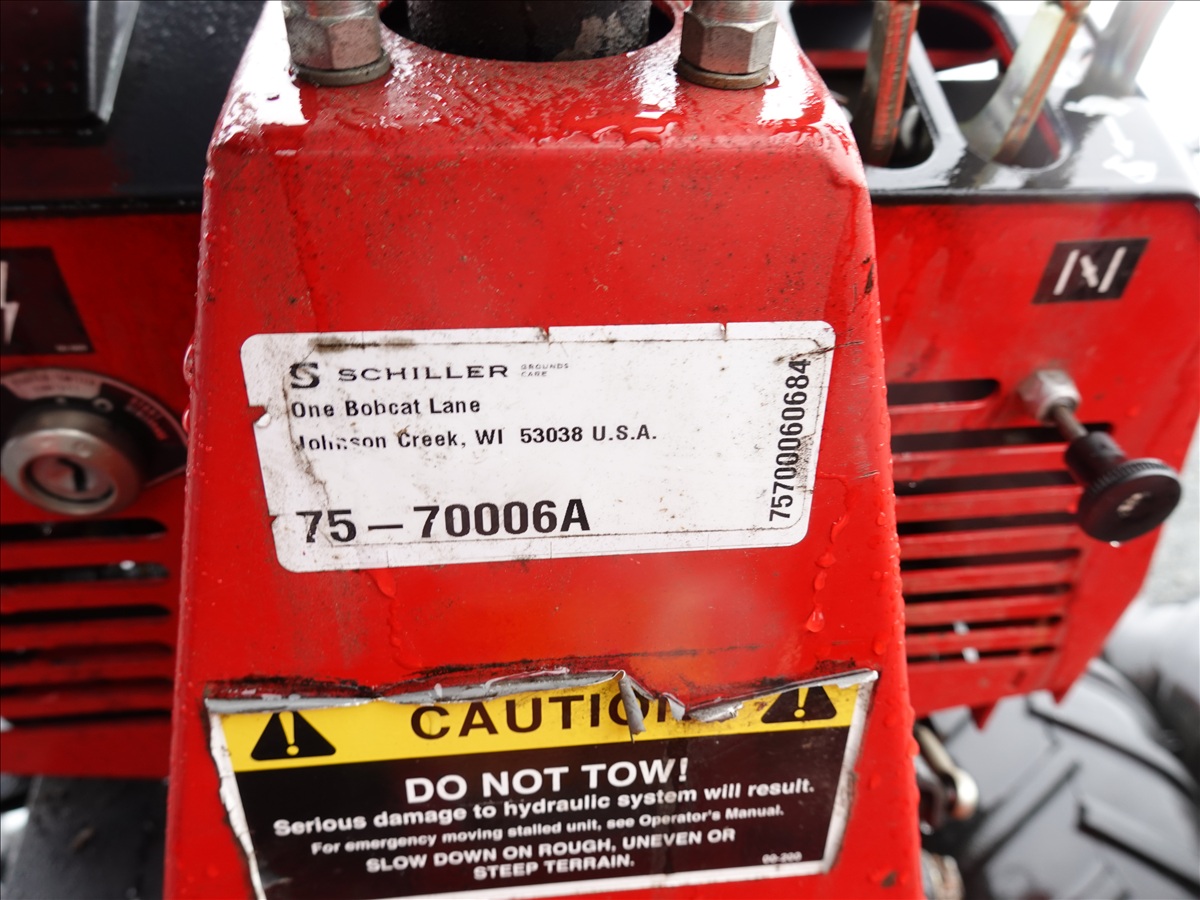 S SCHILLER GROUNDS CARE
One Bobcat Lane
Johnson Creek, WI 53038 U.S.A.
75-70006A
75700060684
CAUTION
DO NOT TOW!
Serious damage to hydraulic system will result.
For emergency moving stalled unit, see Operator's Manual.
SLOW DOWN ON ROUGH, UNEVEN OR
STEEP TERRAIN.